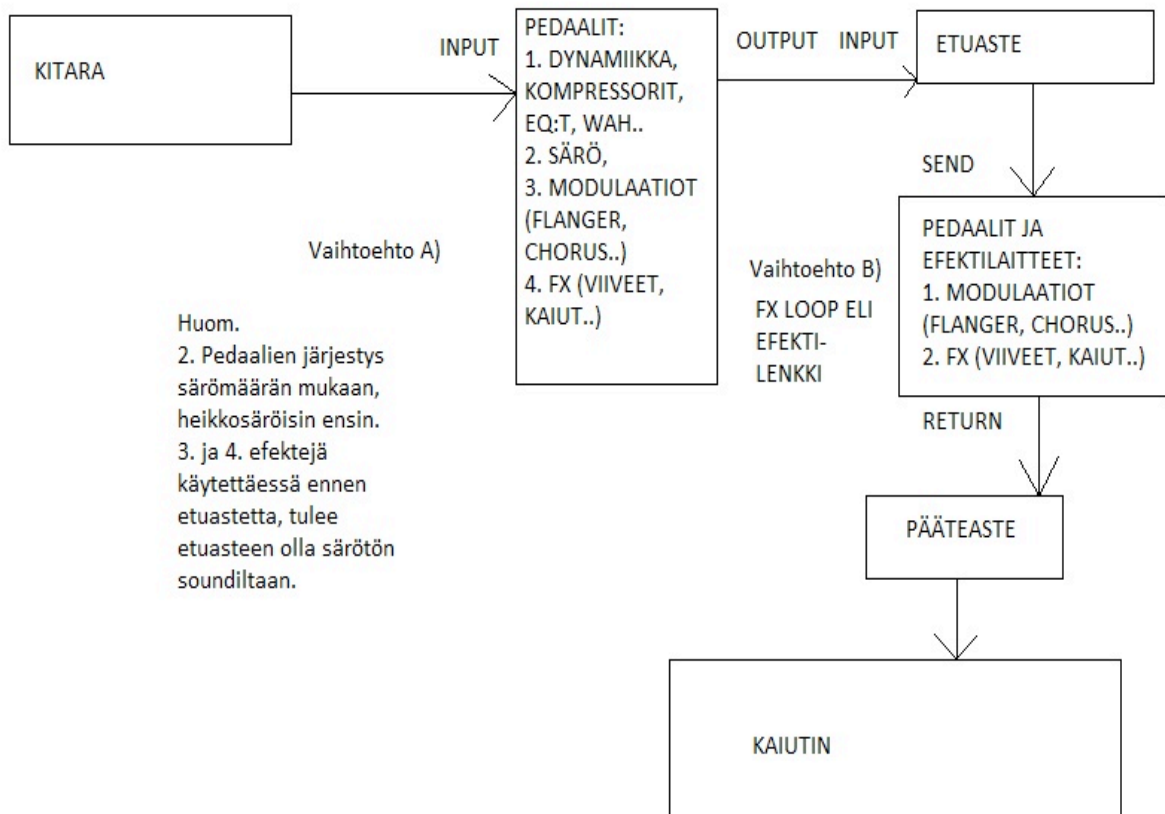 KITARA
INPUT
PEDAALIT:
1. DYNAMIIKKA,
KOMPRESSORIT,
EQ:T, WAH..
2. SÄRÖ,
3. MODULAATIOT
(FLANGER,
CHORUS..)
4. FX (VIIVEET,
KAIUT..)
OUTPUT INPUT
ETUASTE
Vaihtoehto A)
Huom.
2. Pedaalien järjestys
särömäärän mukaan,
heikkosäröisin ensin.
3. ja 4. efektejä
käytettäessä ennen
etuastetta, tulee
etuasteen olla särötön
soundiltaan.
SEND
Vaihtoehto B)
FX LOOP ELI
EFEKTI-
LENKKI
PEDAALIT JA
EFEKTILAITTEET:
1. MODULAATIOT
(FLANGER, CHORUS..)
2. FX (VIIVEET, KAIUT..)
RETURN
PÄÄTEASTE
KAIUTIN